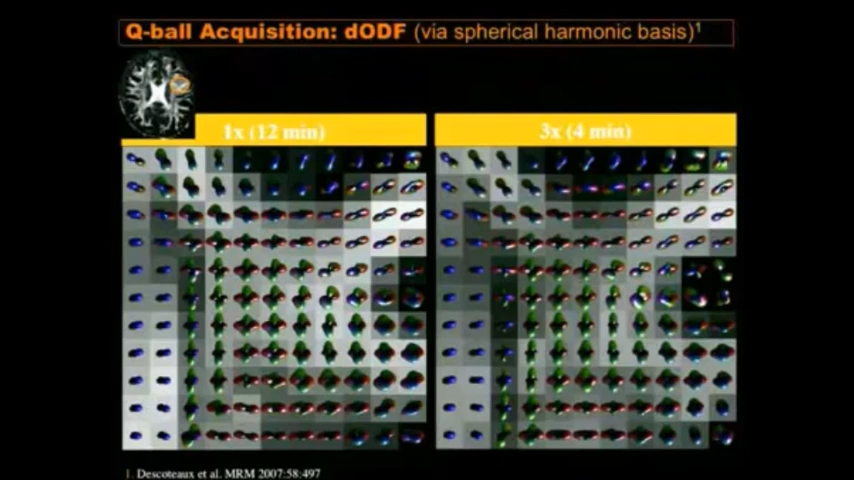 Q-ball Acquisition: dODF (via spherical harmonic basis)¹
1x (12 min)
3x (4 min)
1. Descoteaux et al. MRM 2007:58:497